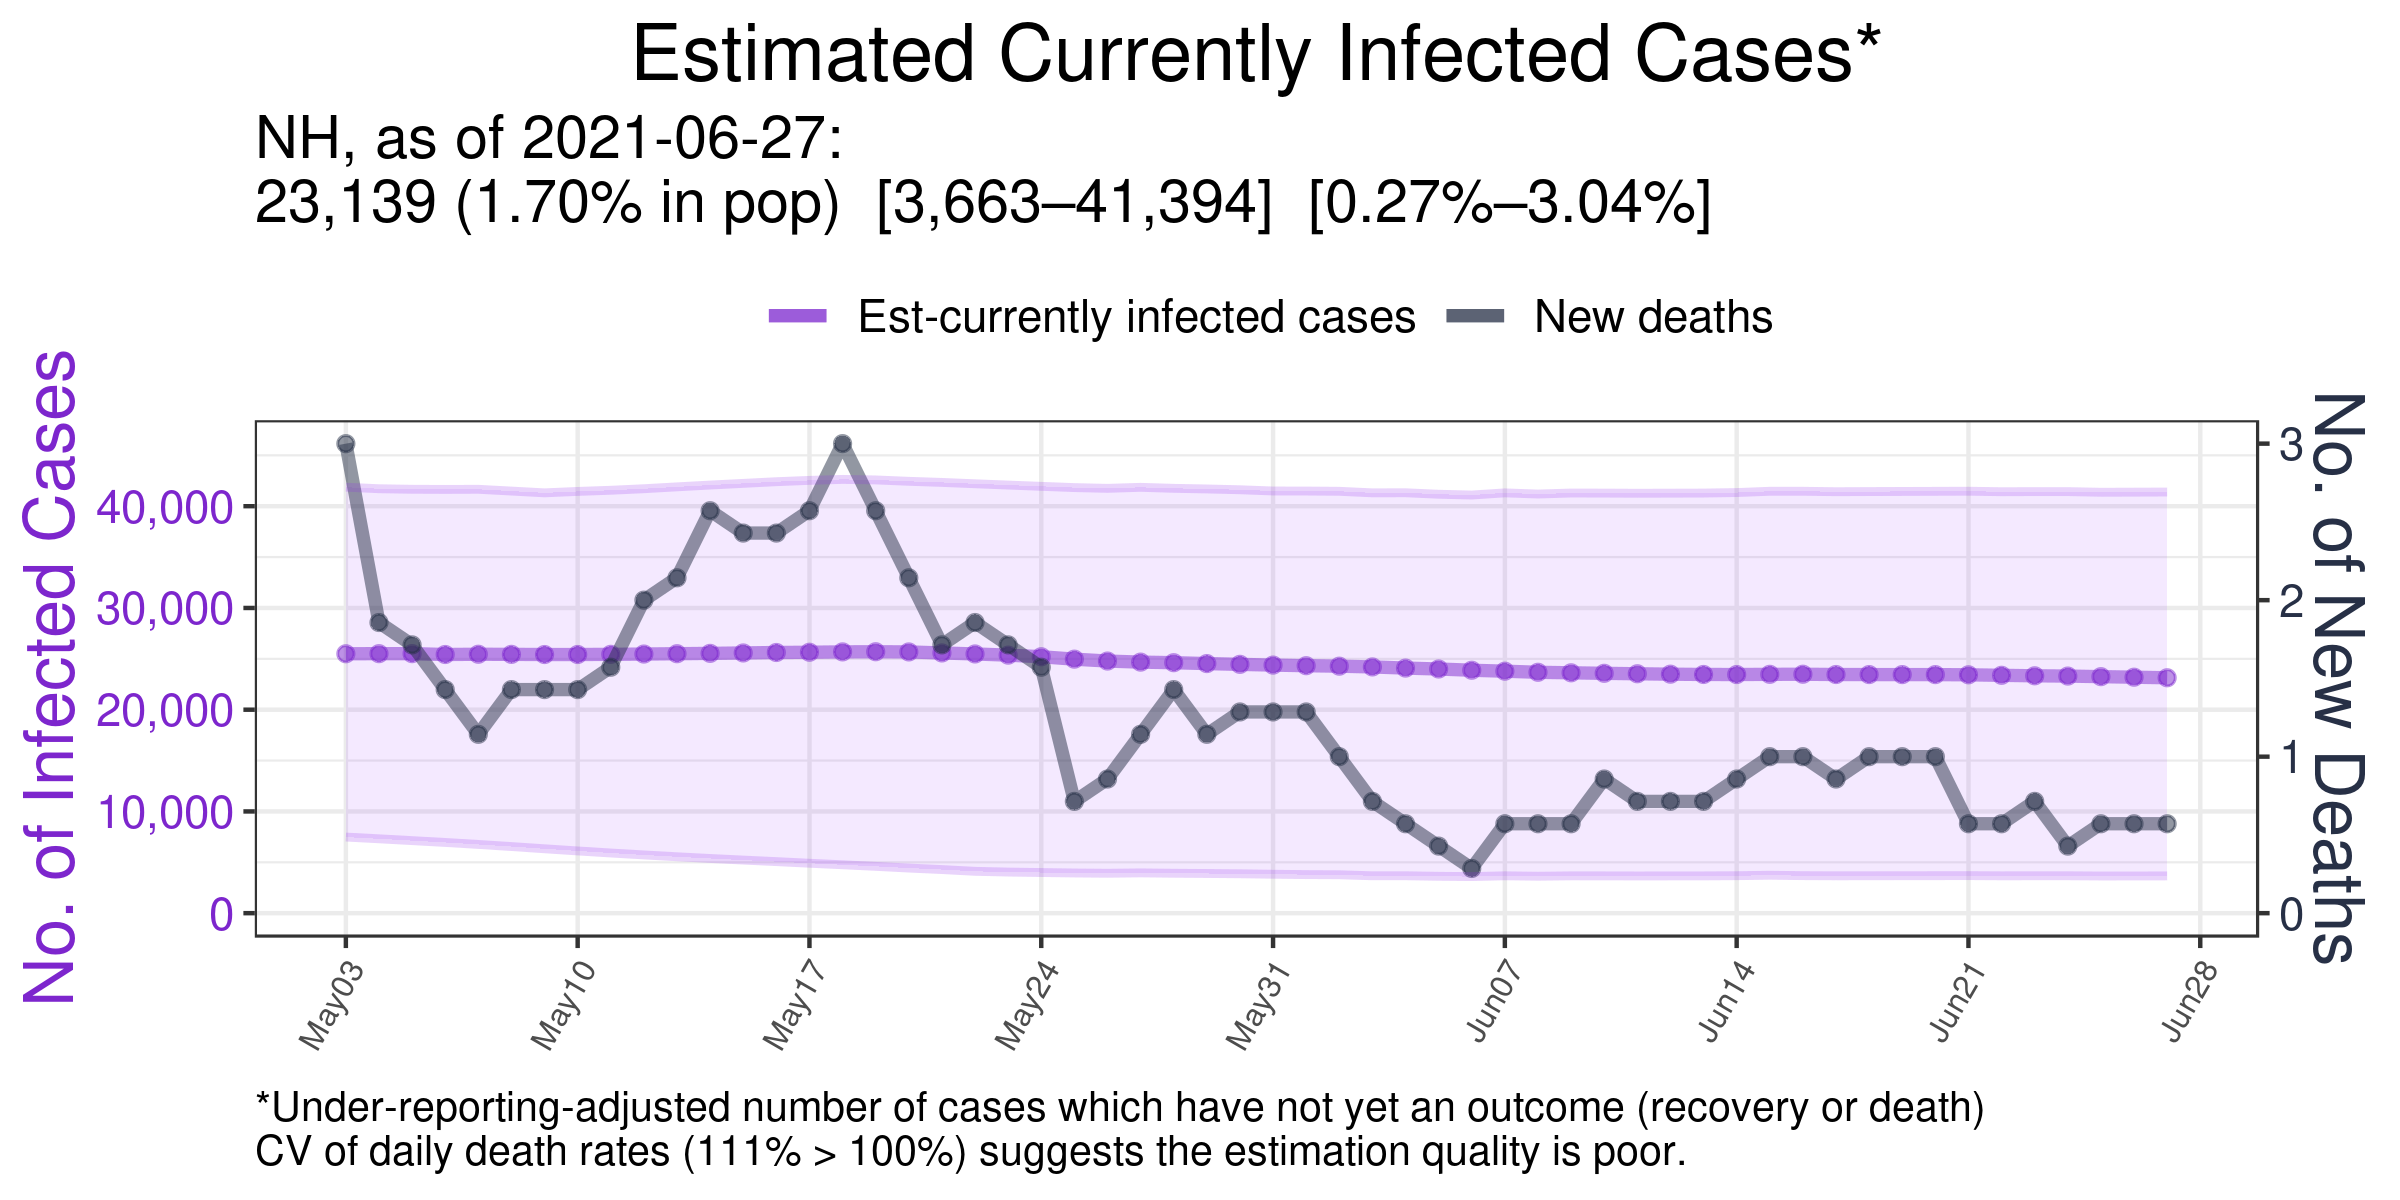 Estimated Currently Infected Cases*
NH, as of 2021-06-27:
23,139 (1.70% in pop)  [3,663–41,394]  [0.27%–3.04%]
Est-currently infected cases
New deaths
No. of Infected Cases
40,000
30,000
20,000
10,000
0
3
2
1
0
No. of New Deaths
May03
May10
May17
May24
May31
Jun07
Jun14
Jun21
Jun28
*Under-reporting-adjusted number of cases which have not yet an outcome (recovery or death)
CV of daily death rates (111% > 100%) suggests the estimation quality is poor.